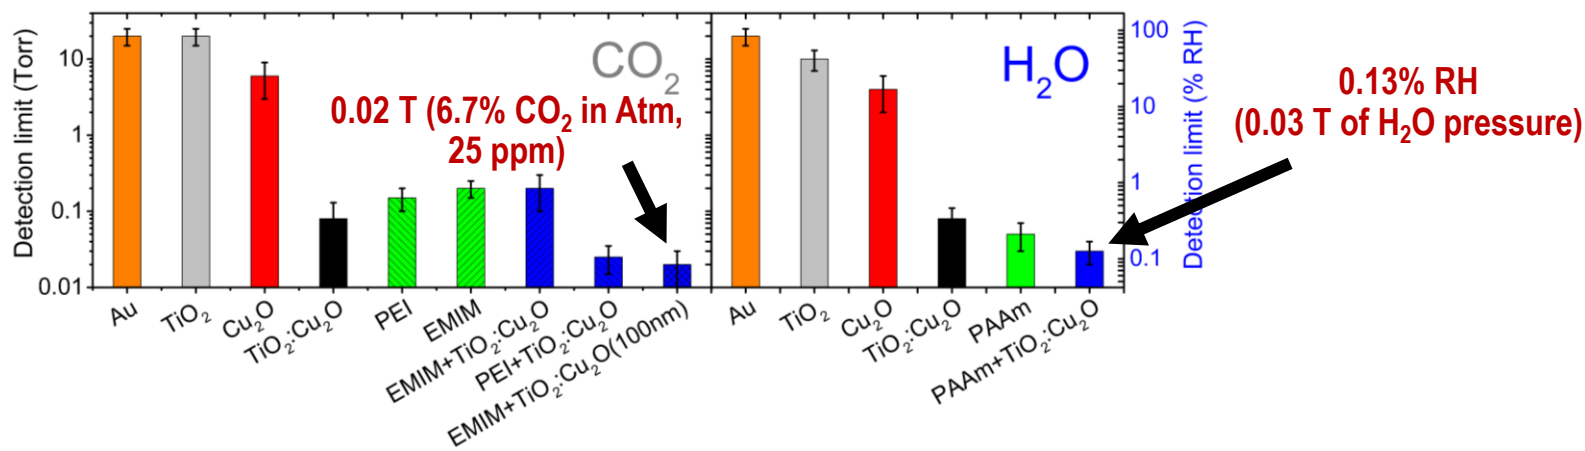 Detection limit (Torr)
10
1
0.1
0.01
CO₂
0.02 T (6.7% CO₂ in Atm,
25 ppm)
Au
TiO₂
Cu₂O
TiO₂:Cu₂O
PEI
EMIM
EMIM+TiO₂:Cu₂O
PEI+TiO₂:Cu₂O
EMIM+TiO₂:Cu₂O(100nm)
H₂O
Au
TiO₂
Cu₂O
TiO₂:Cu₂O
PAAm
PAAm+TiO₂:Cu₂O
100
10
1
0.1
Detection limit (% RH)
0.13% RH
(0.03 T of H₂O pressure)